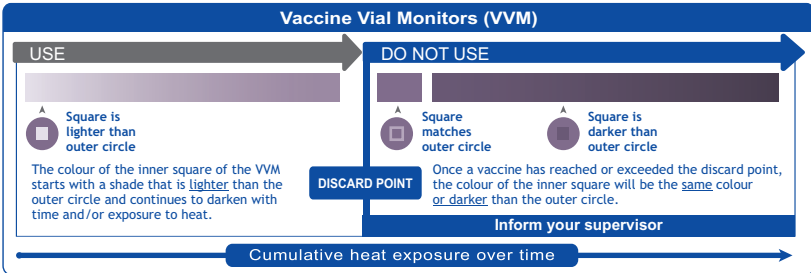 Vaccine Vial Monitors (VVM)
USE
DO NOT USE
Square is
lighter than
outer circle
Square
matches
outer circle
Square is
darker than
outer circle
The colour of the inner square of the VVM
starts with a shade that is lighter than the
outer circle and continues to darken with
time and/or exposure to heat.
DISCARD POINT
Once a vaccine has reached or exceeded the discard point,
the colour of the inner square will be the same colour
or darker than the outer circle.
Inform your supervisor
Cumulative heat exposure over time